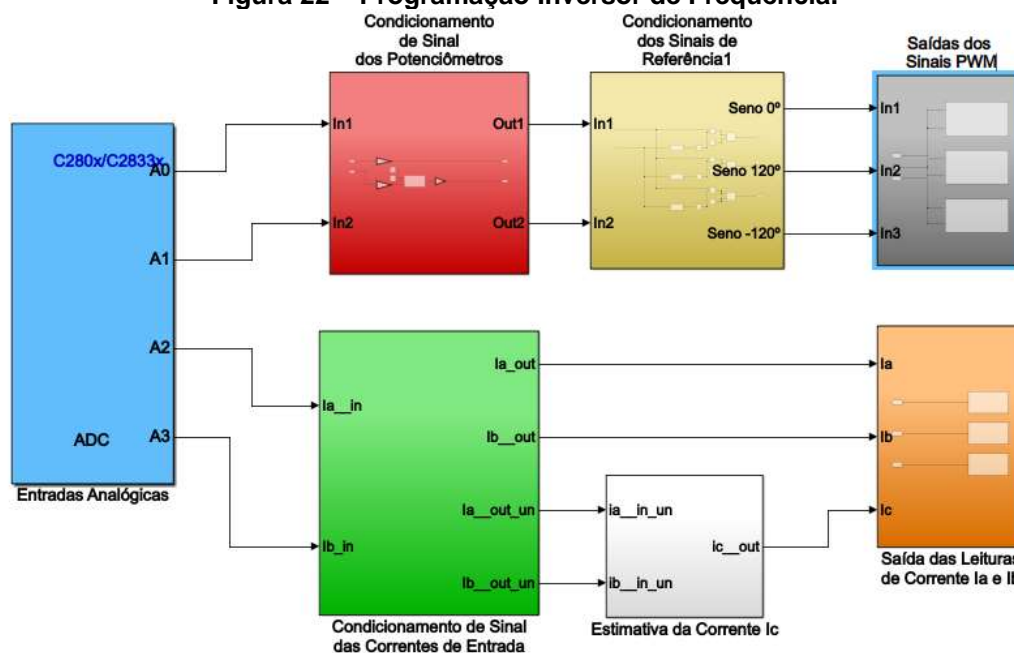 Figura 22 – Programação Inversor de Frequência.
Condicionamento
de Sinal
dos Potenciômetros
Condicionamento
dos Sinais de
Referência1
Saídas dos
Sinais PWM
C280x/C2833x
A0
A1
A2
A3
ADC
Entradas Analógicas
In1
In2
Out1
Out2
In1
In2
Seno 0º
Seno 120º
Seno -120º
In1
In2
In3
Ia__in
Ib_in
Ia_out
Ib__out
Ia__out_un
Ib__out_un
Condicionamento de Sinal
das Correntes de Entrada
ia__in_un
ib__in_un
ic__out
Estimativa da Corrente Ic
Ia
Ib
Ic
Saída das Leituras
de Corrente Ia e Ib